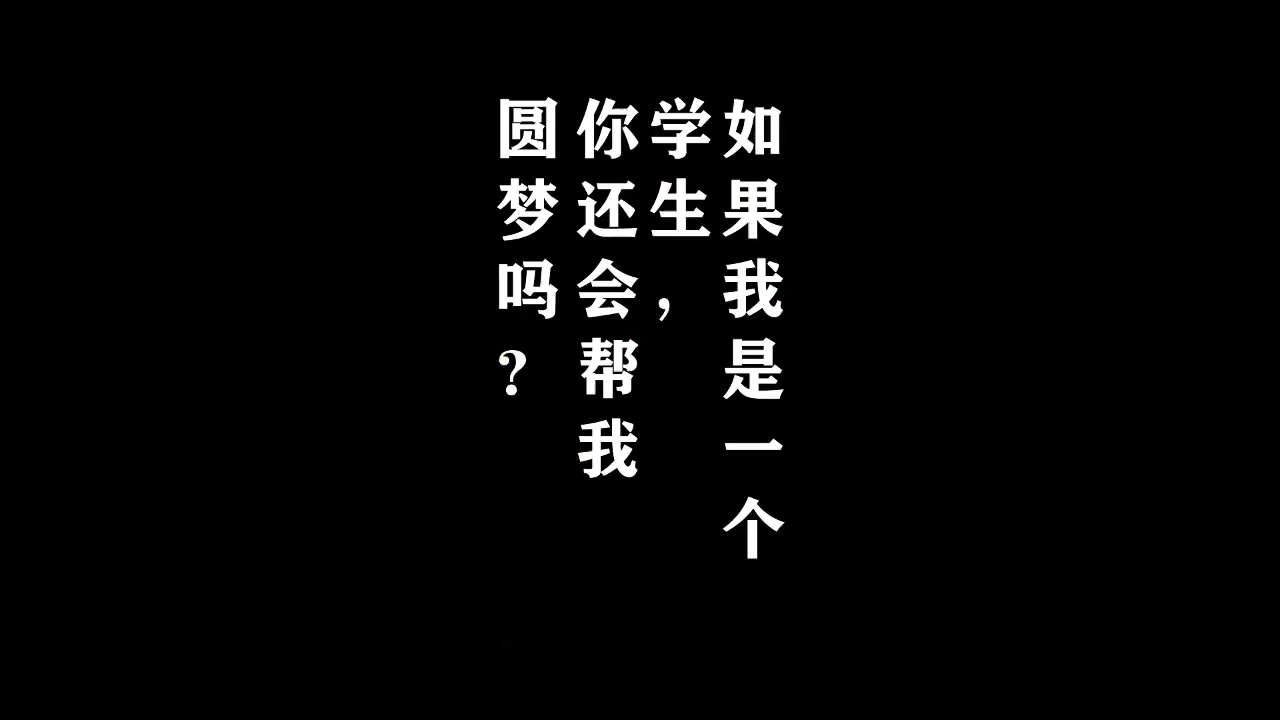 如果我是一个
学生，
你还会帮我
圆梦吗？